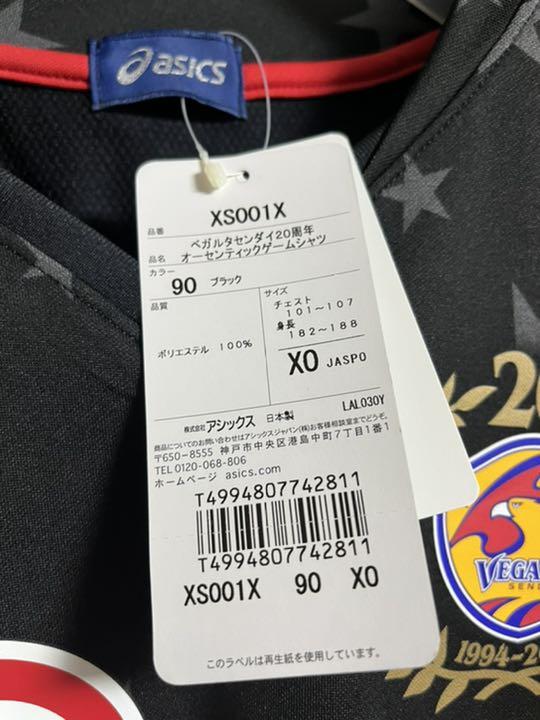 asics
品番
XS001X
品名
ベガルタセンダイ20周年
オーセンティックゲームシャツ
カラー
90 ブラック
品質
ポリエステル 100%
サイズ
チェスト
101～107
身長
182～188
XO JASPO
LAL030Y
株式会社アシックス 日本製
商品についてのお問い合わせはアシックスジャパン(株)お客様相談室までどうぞ。
〒650-8555 神戸市中央区港島中町7丁目1番1
TEL 0120-068-806
ホームページ asics.com
T4994807742811
T4994807742811
XS001X 90 XO
このラベルは再生紙を使用しています。
20
VEGA
SEN
1994-20